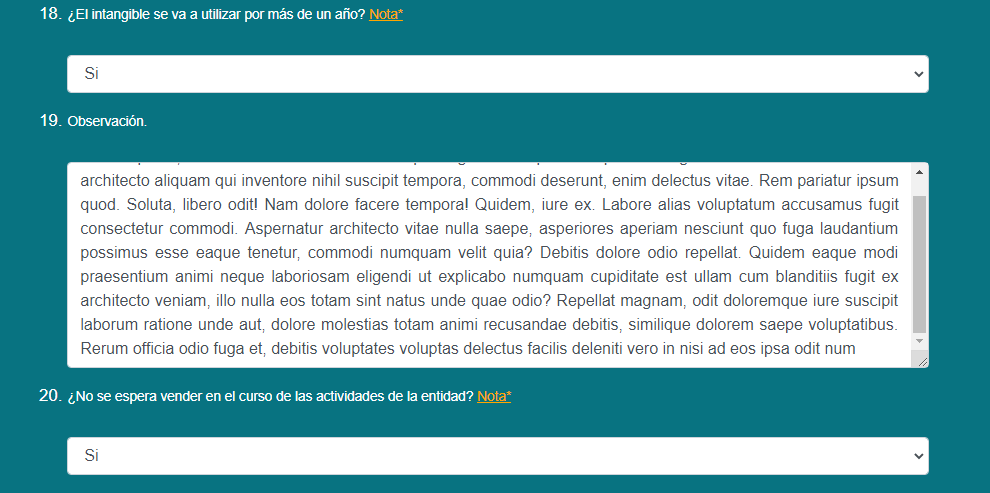 18. ¿El intangible se va a utilizar por más de un año? Nota*
Si
19. Observación.
architecto aliquam qui inventore nihil suscipit tempora, commodi deserunt, enim delectus vitae. Rem pariatur ipsum
quod. Soluta, libero odit! Nam dolore facere tempora! Quidem, iure ex. Labore alias voluptatum accusamus fugit
consectetur commodi. Aspernatur architecto vitae nulla saepe, asperiores aperiam nesciunt quo fuga laudantium
possimus esse eaque tenetur, commodi numquam velit quia? Debitis dolore odio repellat. Quidem eaque modi
praesentium animi neque laboriosam eligendi ut explicabo numquam cupiditate est ullam cum blanditiis fugit ex
architecto veniam, illo nulla eos totam sint natus unde quae odio? Repellat magnam, odit doloremque iure suscipit
laborum ratione unde aut, dolore molestias totam animi recusandae debitis, similique dolorem saepe voluptatibus.
Rerum officia odio fuga et, debitis voluptates voluptas delectus facilis deleniti vero in nisi ad eos ipsa odit num
20. ¿No se espera vender en el curso de las actividades de la entidad? Nota*
Si